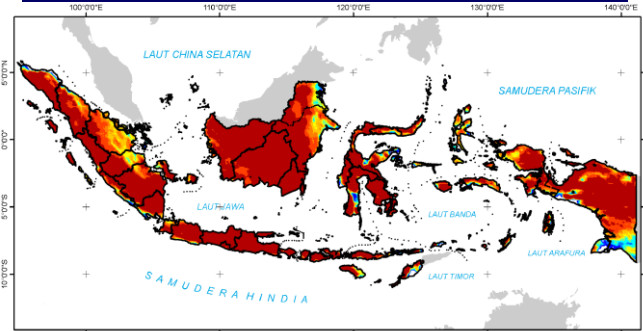 100°0'0"E 110°0'0"E 120°0'0"E 130°0'0"E 140°0'0"E
LAUT CHINA SELATAN
5°0'0"N
SAMUDERA PASIFIK
0°0'0"
LAUT JAWA
5°0'0"S
LAUT BANDA
LAUT ARAFURA
10°0'0"S
LAUT TIMOR
SAMUDERA HINDIA